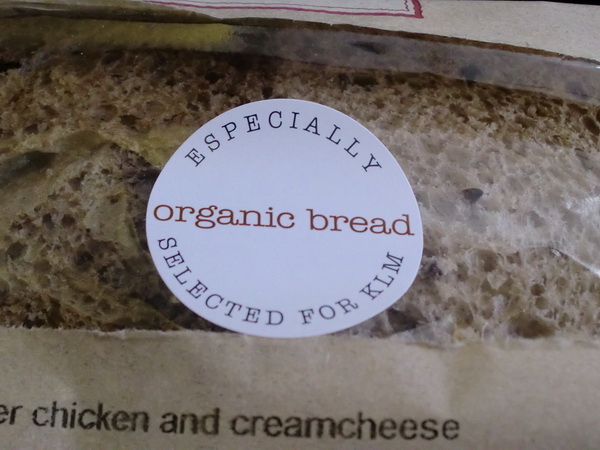 ESPECIALLY
organic bread
SELECTED FOR KLM
chicken and creamcheese